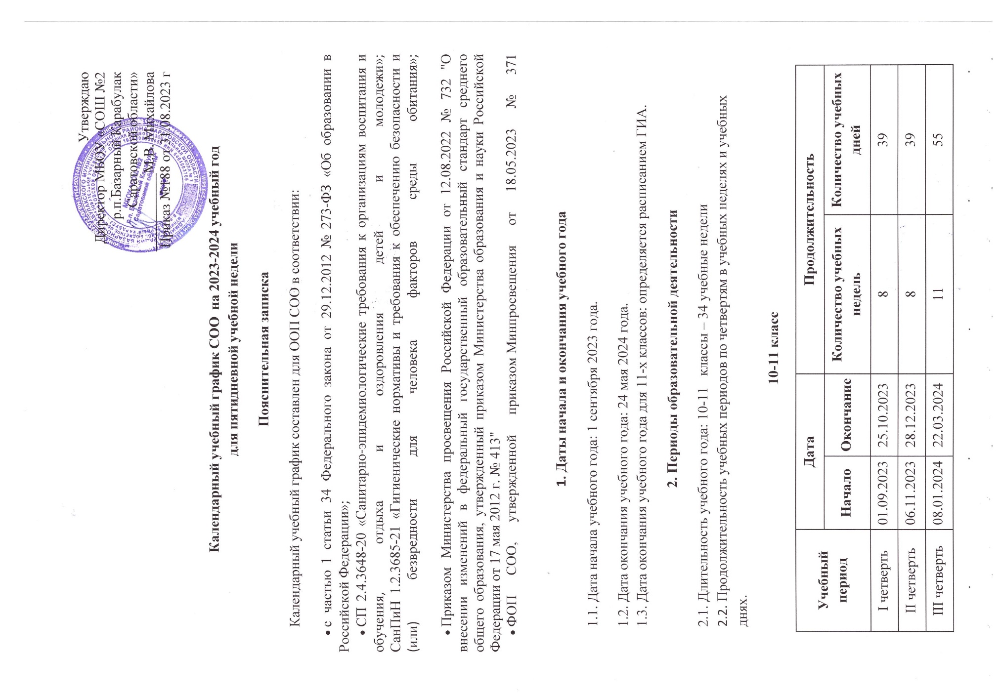 Утверждаю
Директор МБОУ «СОШ №2
р.п.Базарный Карабулак
Саратовской области»
М.В. Михайлова
Приказ №188 от 31.08.2023 г
Календарный учебный график СОО на 2023-2024 учебный год
для пятидневной учебной недели
Пояснительная записка
Календарный учебный график составлен для ООП СОО в соответствии:
• с частью 1 статьи 34 Федерального закона от 29.12.2012 № 273-ФЗ «Об образовании в
Российской Федерации»;
• СП 2.4.3648-20 «Санитарно-эпидемиологические требования к организациям воспитания и
обучения, отдыха и оздоровления детей и молодежи»;
СанПиН 1.2.3685-21 «Гигиенические нормативы и требования к обеспечению безопасности и
(или) безвредности для человека факторов среды обитания»;
• Приказом Министерства просвещения Российской Федерации от 12.08.2022 № 732 "О
внесении изменений в федеральный государственный образовательный стандарт среднего
общего образования, утвержденный приказом Министерства образования и науки Российской
Федерации от 17 мая 2012 г. № 413"
• ФОП СОО, утвержденной приказом Минпросвещения от 18.05.2023 № 371
1. Даты начала и окончания учебного года
1.1. Дата начала учебного года: 1 сентября 2023 года.
1.2. Дата окончания учебного года: 24 мая 2024 года.
1.3. Дата окончания учебного года для 11-х классов: определяется расписанием ГИА.
2. Периоды образовательной деятельности
2.1. Длительность учебного года: 10-11 классы – 34 учебные недели
2.2. Продолжительность учебных периодов по четвертям в учебных неделях и учебных
днях.
10-11 класс
Учебный период Дата Продолжительность
Начало Окончание Количество учебных недель Количество учебных дней
I четверть 01.09.2023 25.10.2023 8 39
II четверть 06.11.2023 28.12.2023 8 39
III четверть 08.01.2024 22.03.2024 11 55
МБОУ "СОШ №2
р.п. Базарный Карабулак
Саратовской области"